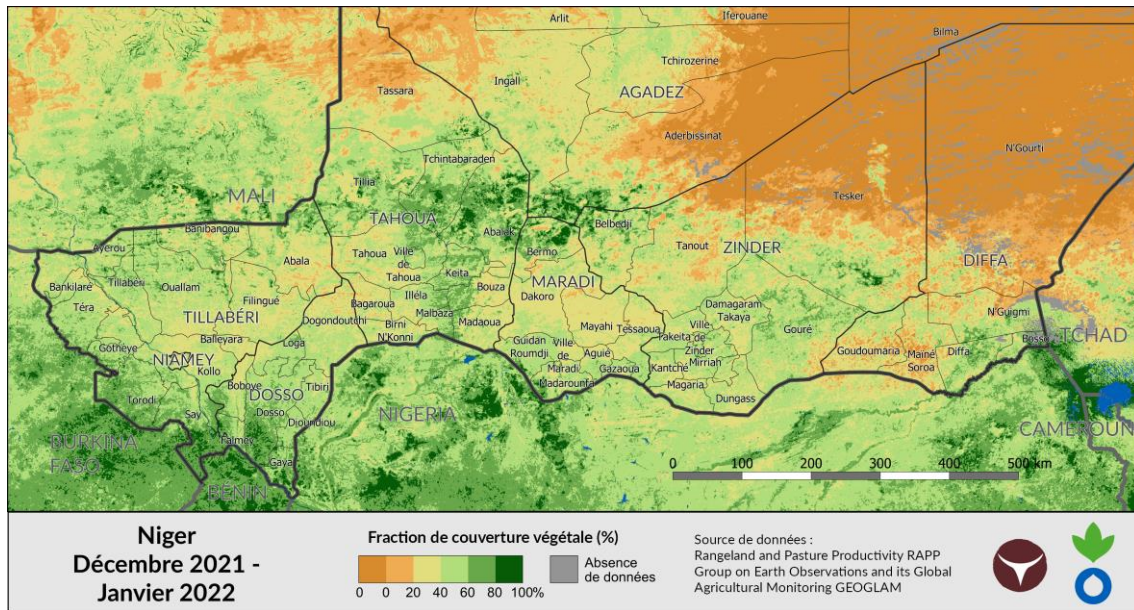 Iférouane
Arlit
Bilma
Tchirozerine
Ingall
Tassara
AGADEZ
Aderbissinat
N'Gourti
Tchintabaraden
Tillia
Tesker
MALI
TAHOUA
Abalak
Belbedji
Banibangou
Ayerou
Tanout
ZINDER
Bermo
Tahoua
Ville
de
Tahoua
Abala
DIFFA
Keita
MARADI
Tillabéri
Ouallam
Bankilaré
Bouza
Dakoro
Téra
Filingué
Illéla
Bagaroua
Damagaram
Takaya
N'Guigmi
TILLABÉRI
Dogondoutchi
Malbaza
Birni
N'Konni
Madaoua
Mayahi
Tessaoua
Gouré
TCHAD
Balleyara
Loga
Takeita
Ville
de
Zinder
Bosso
Gothèye
Guidan
Roumdji
Ville
de
Maradi
Aguié
Goudoumaria
Diffa
NIAMEY
Kollo
Mirriah
Maïné
Soroa
Gazaoua
Kantché
Boboye
Tibiri
Madarounfa
Magaria
DOSSO
Torodi
Say
Dosso
Dioundiou
Dungass
NIGERIA
CAMEROUN
BURKINA
FASO
Falmey
Gaya
BENIN
0 100 200 300 400 500 km
Niger
Décembre 2021 -
Janvier 2022
Fraction de couverture végétale (%)
0 0 20 40 60 80 100%
Absence
de données
Source de données :
Rangeland and Pasture Productivity RAPP
Group on Earth Observations and its Global
Agricultural Monitoring GEOGLAM